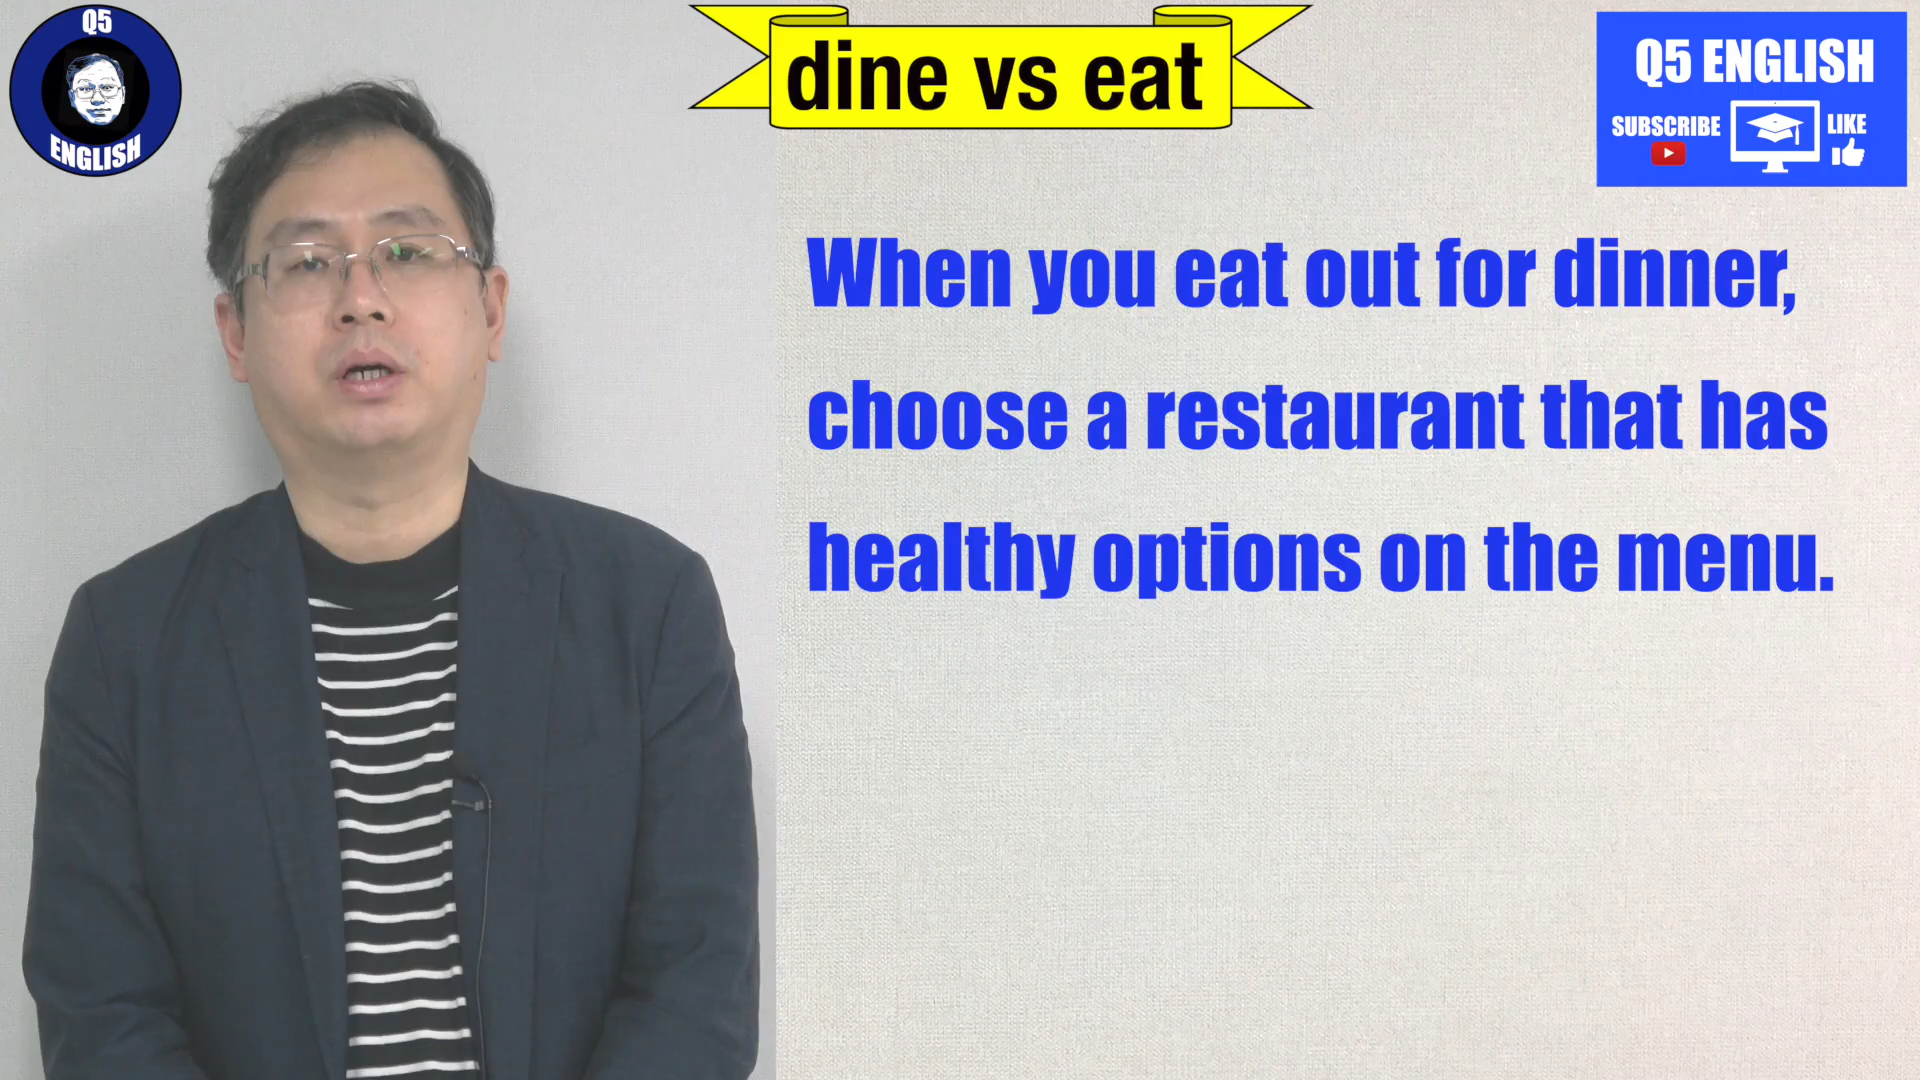 Q5
ENGLISH
dine vs eat
Q5 ENGLISH
SUBSCRIBE
LIKE
When you eat out for dinner,
choose a restaurant that has
healthy options on the menu.